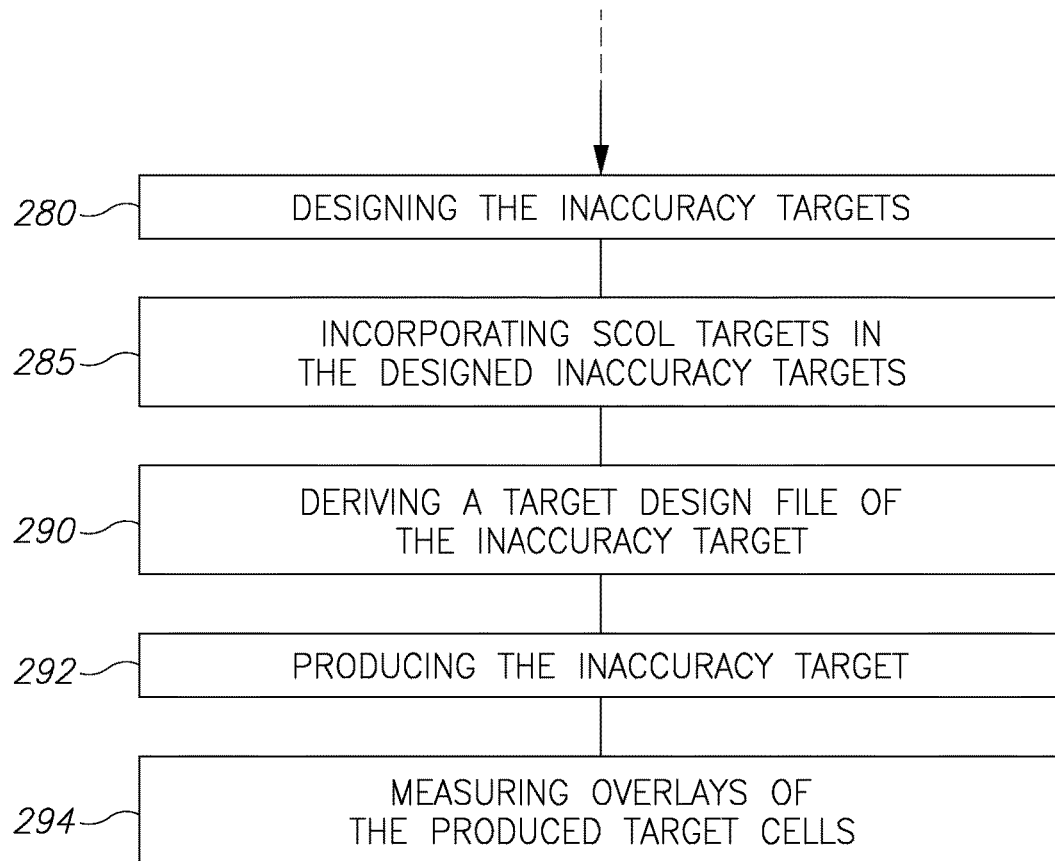 280
DESIGNING THE INACCURACY TARGETS
285
INCORPORATING SCOL TARGETS IN
THE DESIGNED INACCURACY TARGETS
290
DERIVING A TARGET DESIGN FILE OF
THE INACCURACY TARGET
292
PRODUCING THE INACCURACY TARGET
294
MEASURING OVERLAYS OF
THE PRODUCED TARGET CELLS